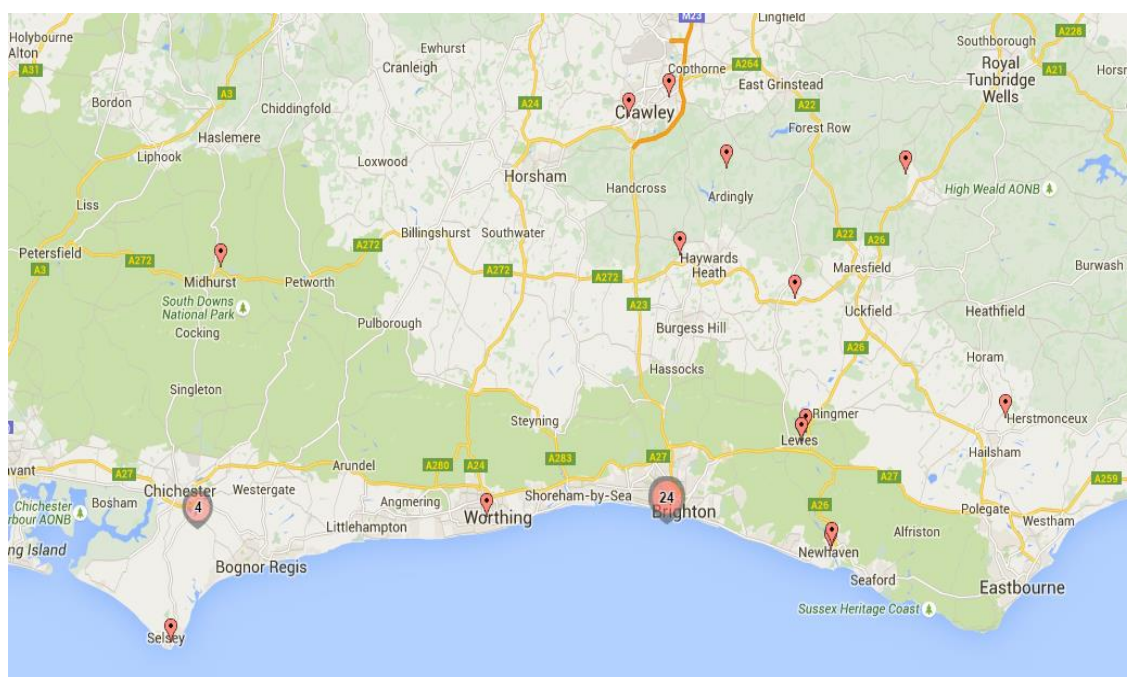 M23
Lingfield
Holybourne
Alton
A31
Ewhurst
Cranleigh
Copthorne
A264
East Grinstead
Southborough
A228
Royal
Tunbridge
Wells
A21
Horsm
Bordon
A3
Chiddingfold
A24
Crawley
A22
Forest Row
Haslemere
Liphook
Loxwood
Horsham
Handcross
Ardingly
High Weald AONB
Liss
Petersfield
A3
A272
Midhurst
Petworth
A272
Billingshurst
Southwater
A272
A272
Haywards
Heath
A22
A26
Maresfield
Burwash
South Downs
National Park
Cocking
Pulborough
A23
Burgess Hill
Uckfield
Heathfield
A26
Horam
Hassocks
Singleton
Steyning
Ringmer
Lewes
Herstmonceux
Hailsham
avant
A27
Arundel
A280
A24
A283
A27
A27
A259
Chichester
4
Westergate
Bosham
Chichester
rbour AONB
Angmering
Shoreham-by-Sea
24
Brighton
Worthing
Littlehampton
A26
Alfriston
Polegate
Westham
ng Island
Bognor Regis
Newhaven
Seaford
Eastbourne
Sussex Heritage Coast
Selsey